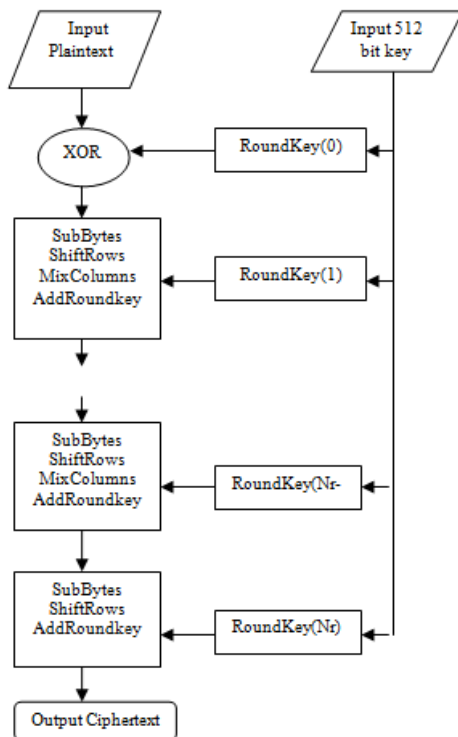 Input
Plaintext
Input 512
bit key
XOR
RoundKey(0)
SubBytes
ShiftRows
MixColumns
AddRoundkey
RoundKey(1)
SubBytes
ShiftRows
MixColumns
AddRoundkey
RoundKey(Nr-
SubBytes
ShiftRows
AddRoundkey
RoundKey(Nr)
Output Ciphertext